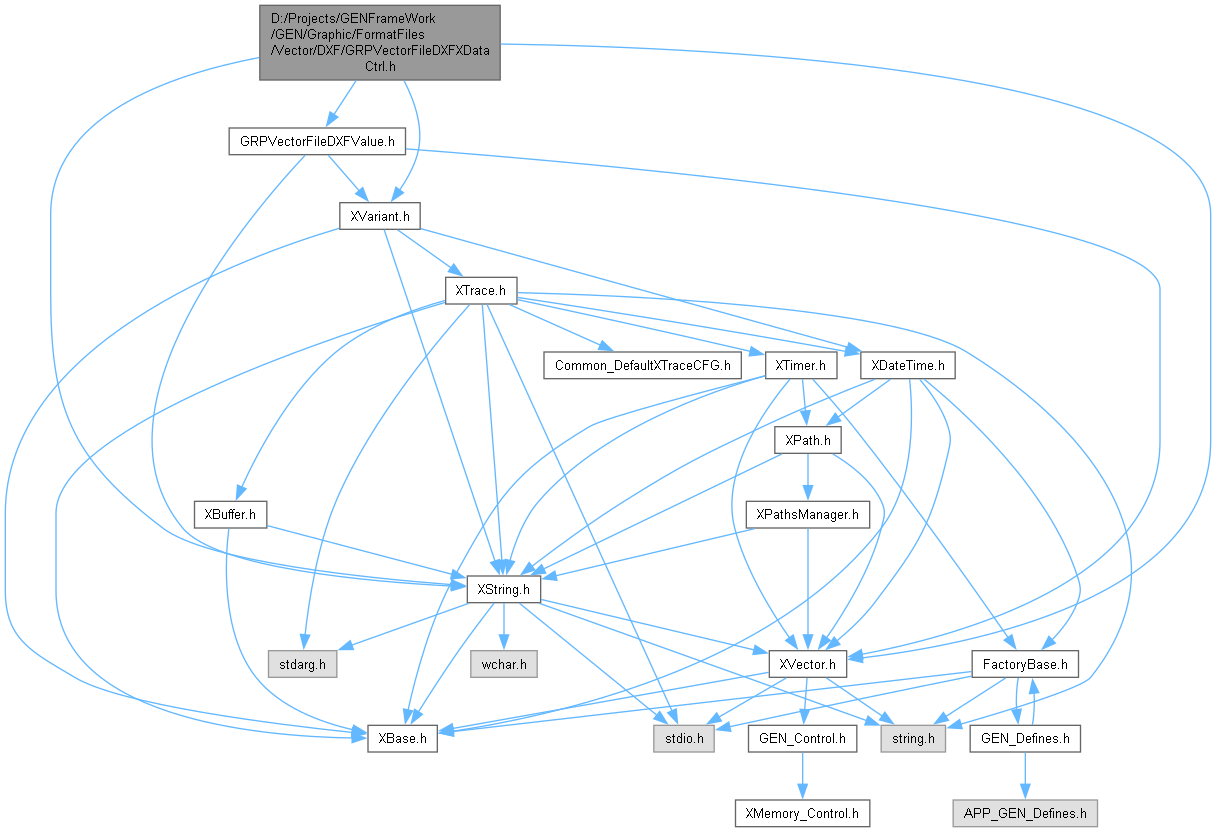 D:/Projects/GENFrameWork
/GEN/Graphic/FormatFiles
/Vector/DXF/GRPVectorFileDXFXData
Ctrl.h
GRPVectorFileDXFValue.h
XVariant.h
XTrace.h
Common_DefaultXTraceCFG.h
XTimer.h
XDateTime.h
XPath.h
XBuffer.h
XPathsManager.h
XString.h
stdarg.h
wchar.h
XVector.h
FactoryBase.h
XBase.h
stdio.h
GEN_Control.h
string.h
GEN_Defines.h
XMemory_Control.h
APP_GEN_Defines.h